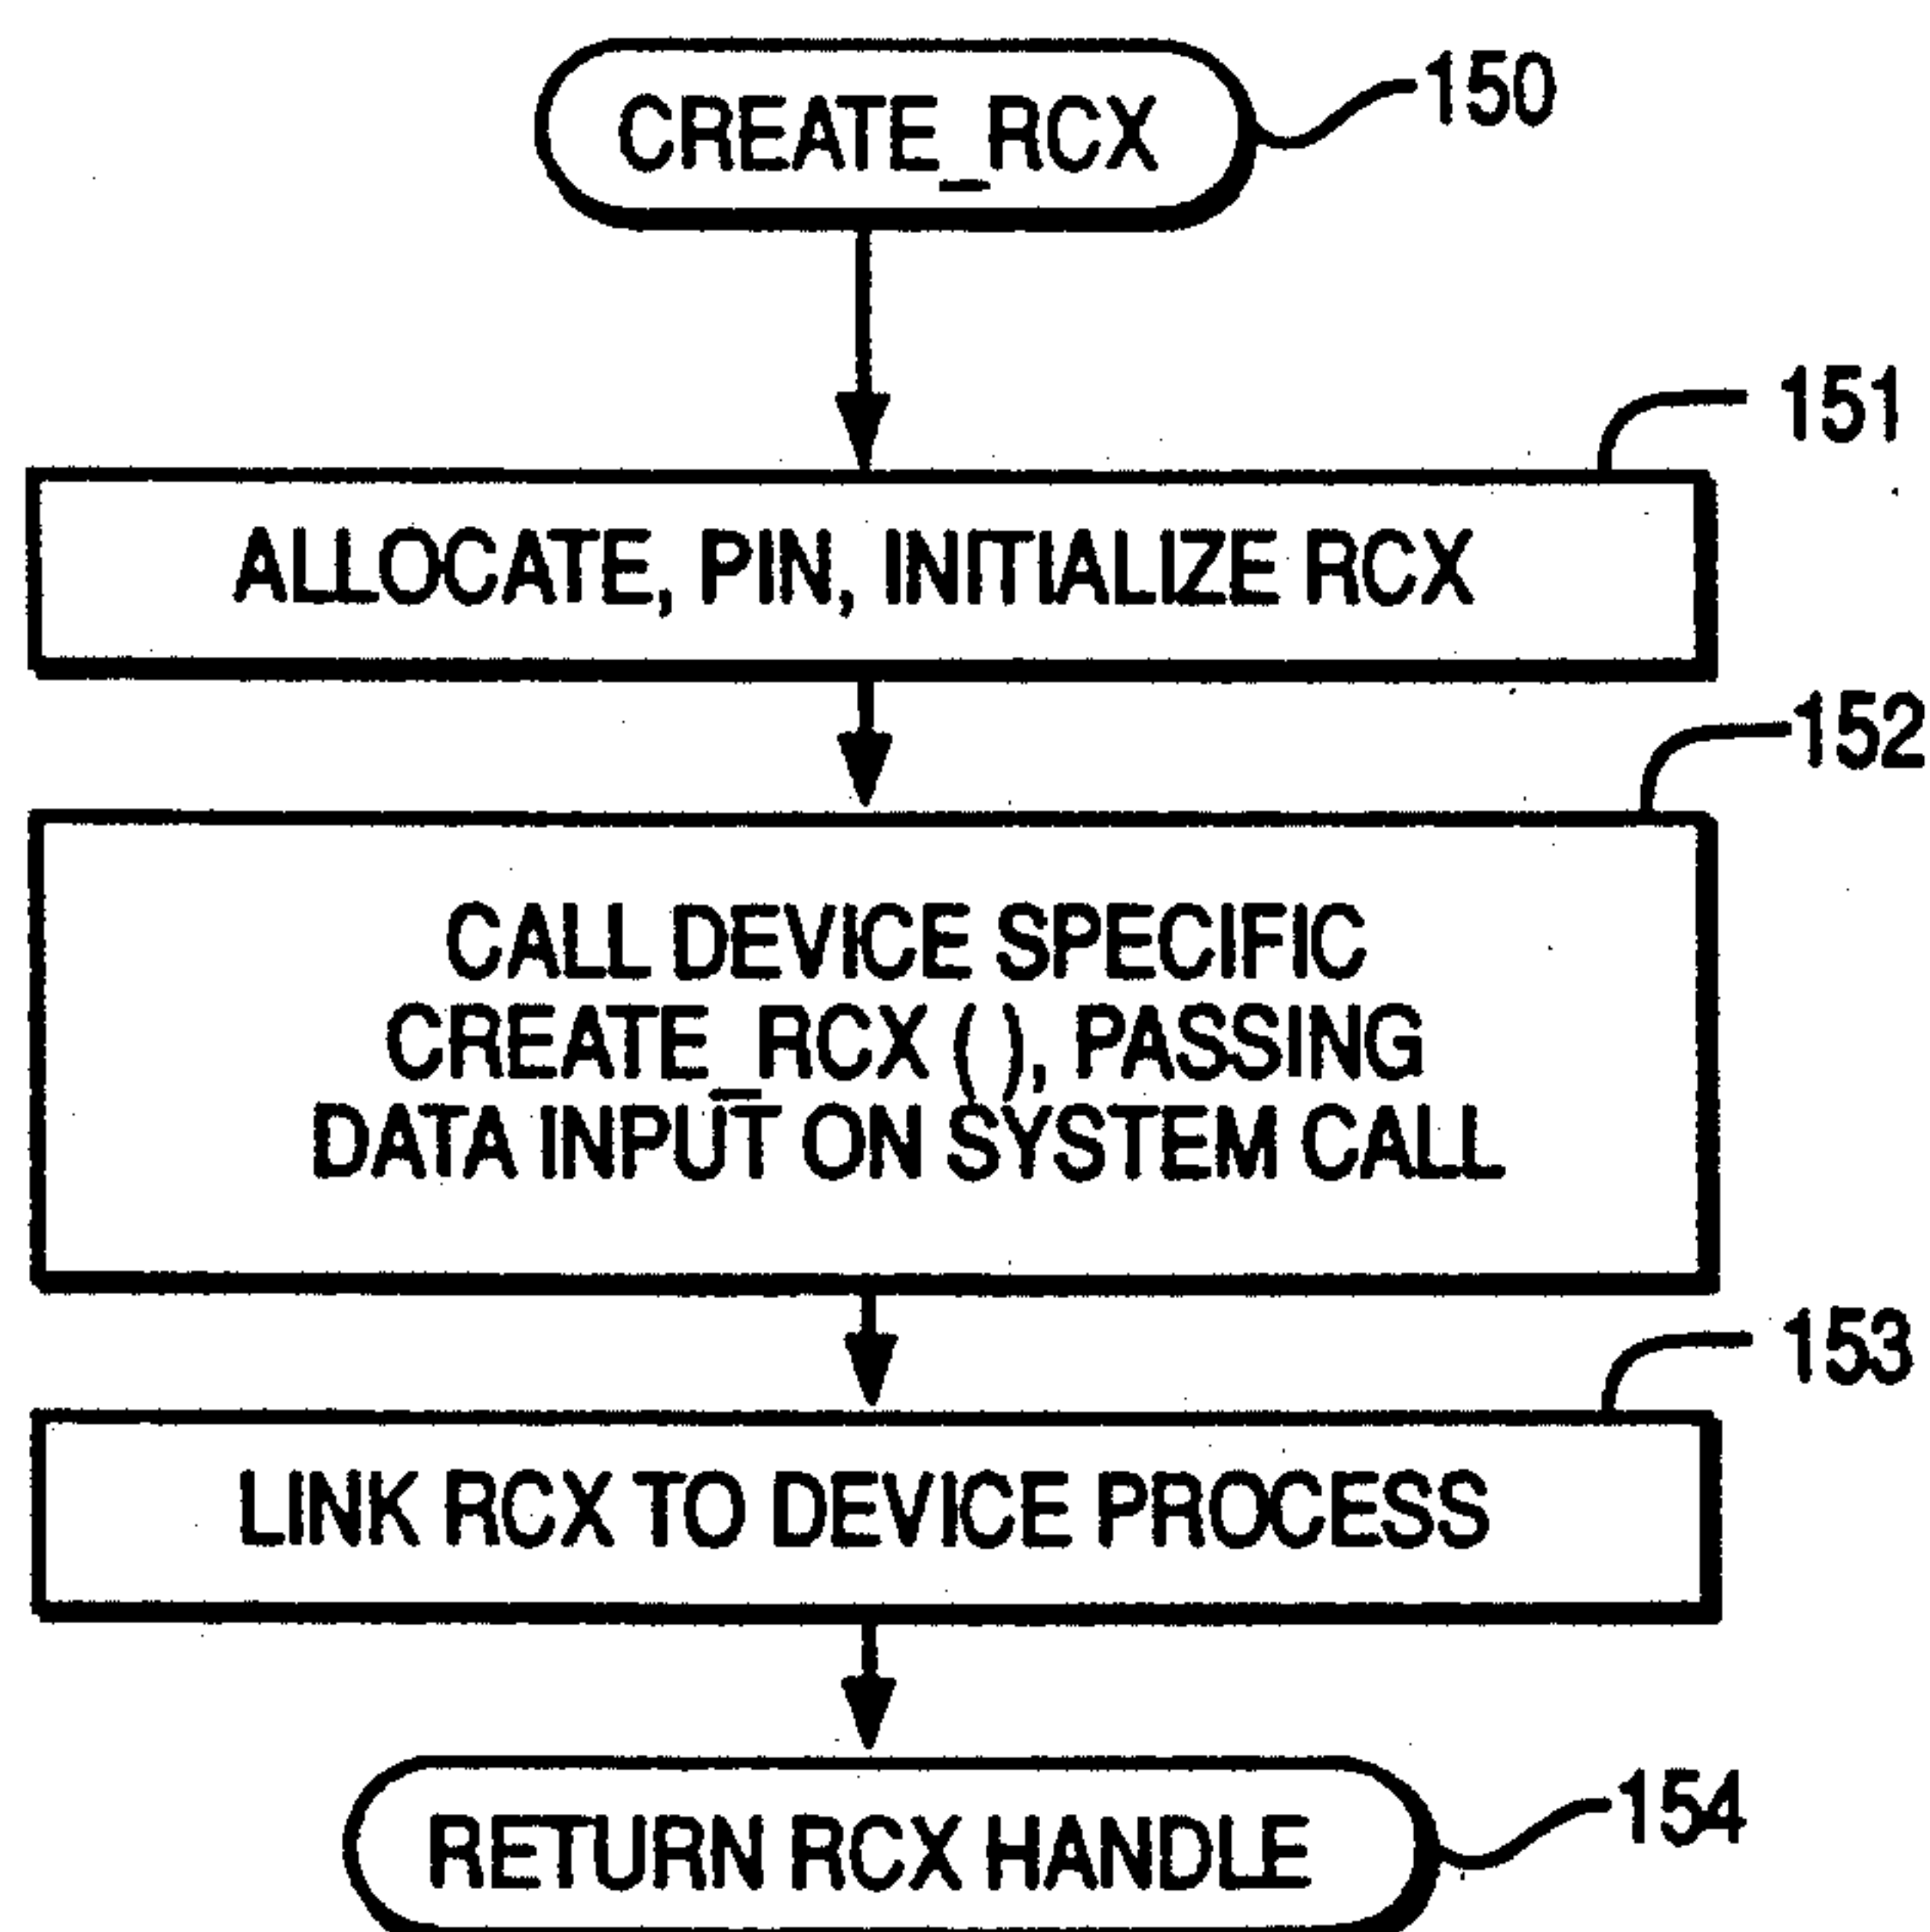 CREATE_RCX
150
151
ALLOCATE, PIN, INITIALIZE RCX
152
CALL DEVICE SPECIFIC
CREATE_RCX ( ), PASSING
DATA INPUT ON SYSTEM CALL
153
LINK RCX TO DEVICE PROCESS
RETURN RCX HANDLE
154